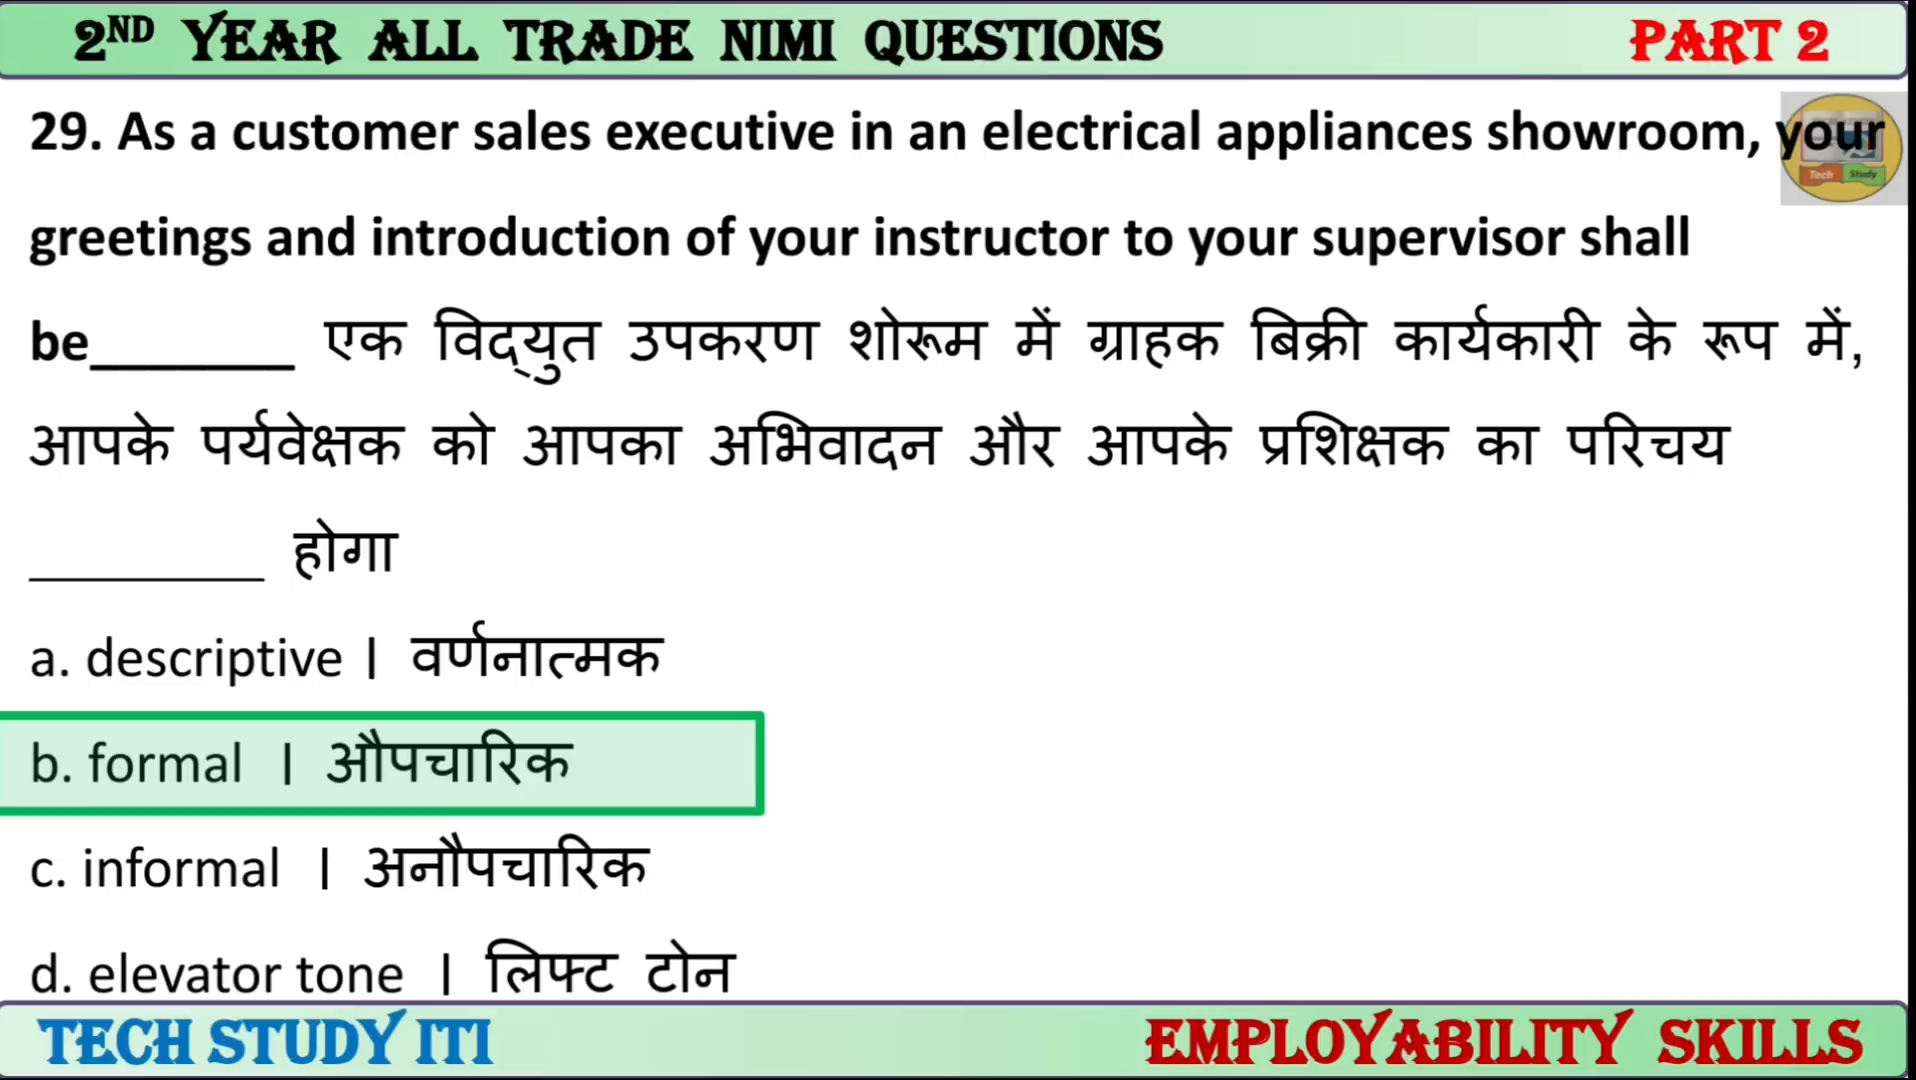 2ND YEAR ALL TRADE NIMI QUESTIONS PART 2
29. As a customer sales executive in an electrical appliances showroom, your
Tech Study
greetings and introduction of your instructor to your supervisor shall
be_______ एक विद्युत उपकरण शोरूम में ग्राहक बिक्री कार्यकारी के रूप में,
आपके पर्यवेक्षक को आपका अभिवादन और आपके प्रशिक्षक का परिचय
________ होगा
a. descriptive | वर्णनात्मक
b. formal | औपचारिक
c. informal | अनौपचारिक
d. elevator tone | लिफ्ट टोन
TECH STUDY ITI EMPLOYABILITY SKILLS